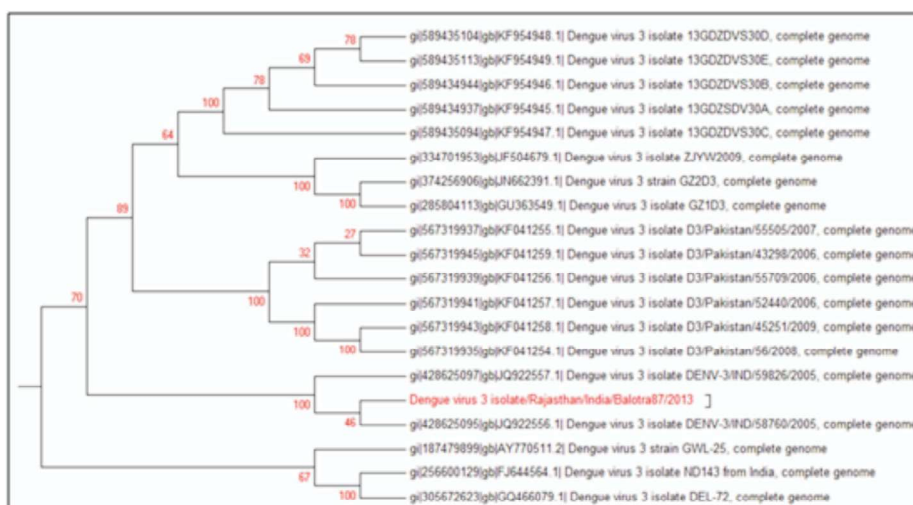 78
gi|589435104|gb|KF954948.1| Dengue virus 3 isolate 13GDZDVS30D, complete genome
69
gi|589435113|gb|KF954949.1| Dengue virus 3 isolate 13GDZDVS30E, complete genome
78
gi|589434944|gb|KF954946.1| Dengue virus 3 isolate 13GDZDVS30B, complete genome
100
gi|589434937|gb|KF954945.1| Dengue virus 3 isolate 13GDZSDV30A, complete genome
64
gi|589435094|gb|KF954947.1| Dengue virus 3 isolate 13GDZDVS30C, complete genome
gi|334701953|gb|JF504679.1| Dengue virus 3 isolate ZJYW2009, complete genome
100
gi|374256906|gb|JN662391.1| Dengue virus 3 strain GZ2D3, complete genome
100
gi|285804113|gb|GU363549.1| Dengue virus 3 isolate GZ1D3, complete genome
89
27
gi|567319937|gb|KF041255.1| Dengue virus 3 isolate D3/Pakistan/55505/2007, complete genome
32
gi|567319945|gb|KF041259.1| Dengue virus 3 isolate D3/Pakistan/43298/2006, complete genome
gi|567319939|gb|KF041256.1| Dengue virus 3 isolate D3/Pakistan/55709/2006, complete genome
70
100
gi|567319941|gb|KF041257.1| Dengue virus 3 isolate D3/Pakistan/52440/2006, complete genome
100
gi|567319943|gb|KF041258.1| Dengue virus 3 isolate D3/Pakistan/45251/2009, complete genome
100
gi|567319935|gb|KF041254.1| Dengue virus 3 isolate D3/Pakistan/56/2008, complete genome
gi|428625097|gb|JQ922557.1| Dengue virus 3 isolate DENV-3/IND/59826/2005, complete genome
100
Dengue virus 3 isolate/Rajasthan/India/Balotra87/2013
46
gi|428625095|gb|JQ922556.1| Dengue virus 3 isolate DENV-3/IND/58760/2005, complete genome
gi|187479899|gb|AY770511.2| Dengue virus 3 strain GWL-25, complete genome
67
gi|256600129|gb|FJ644564.1| Dengue virus 3 isolate ND143 from India, complete genome
100
gi|305672623|gb|GQ466079.1| Dengue virus 3 isolate DEL-72, complete genome